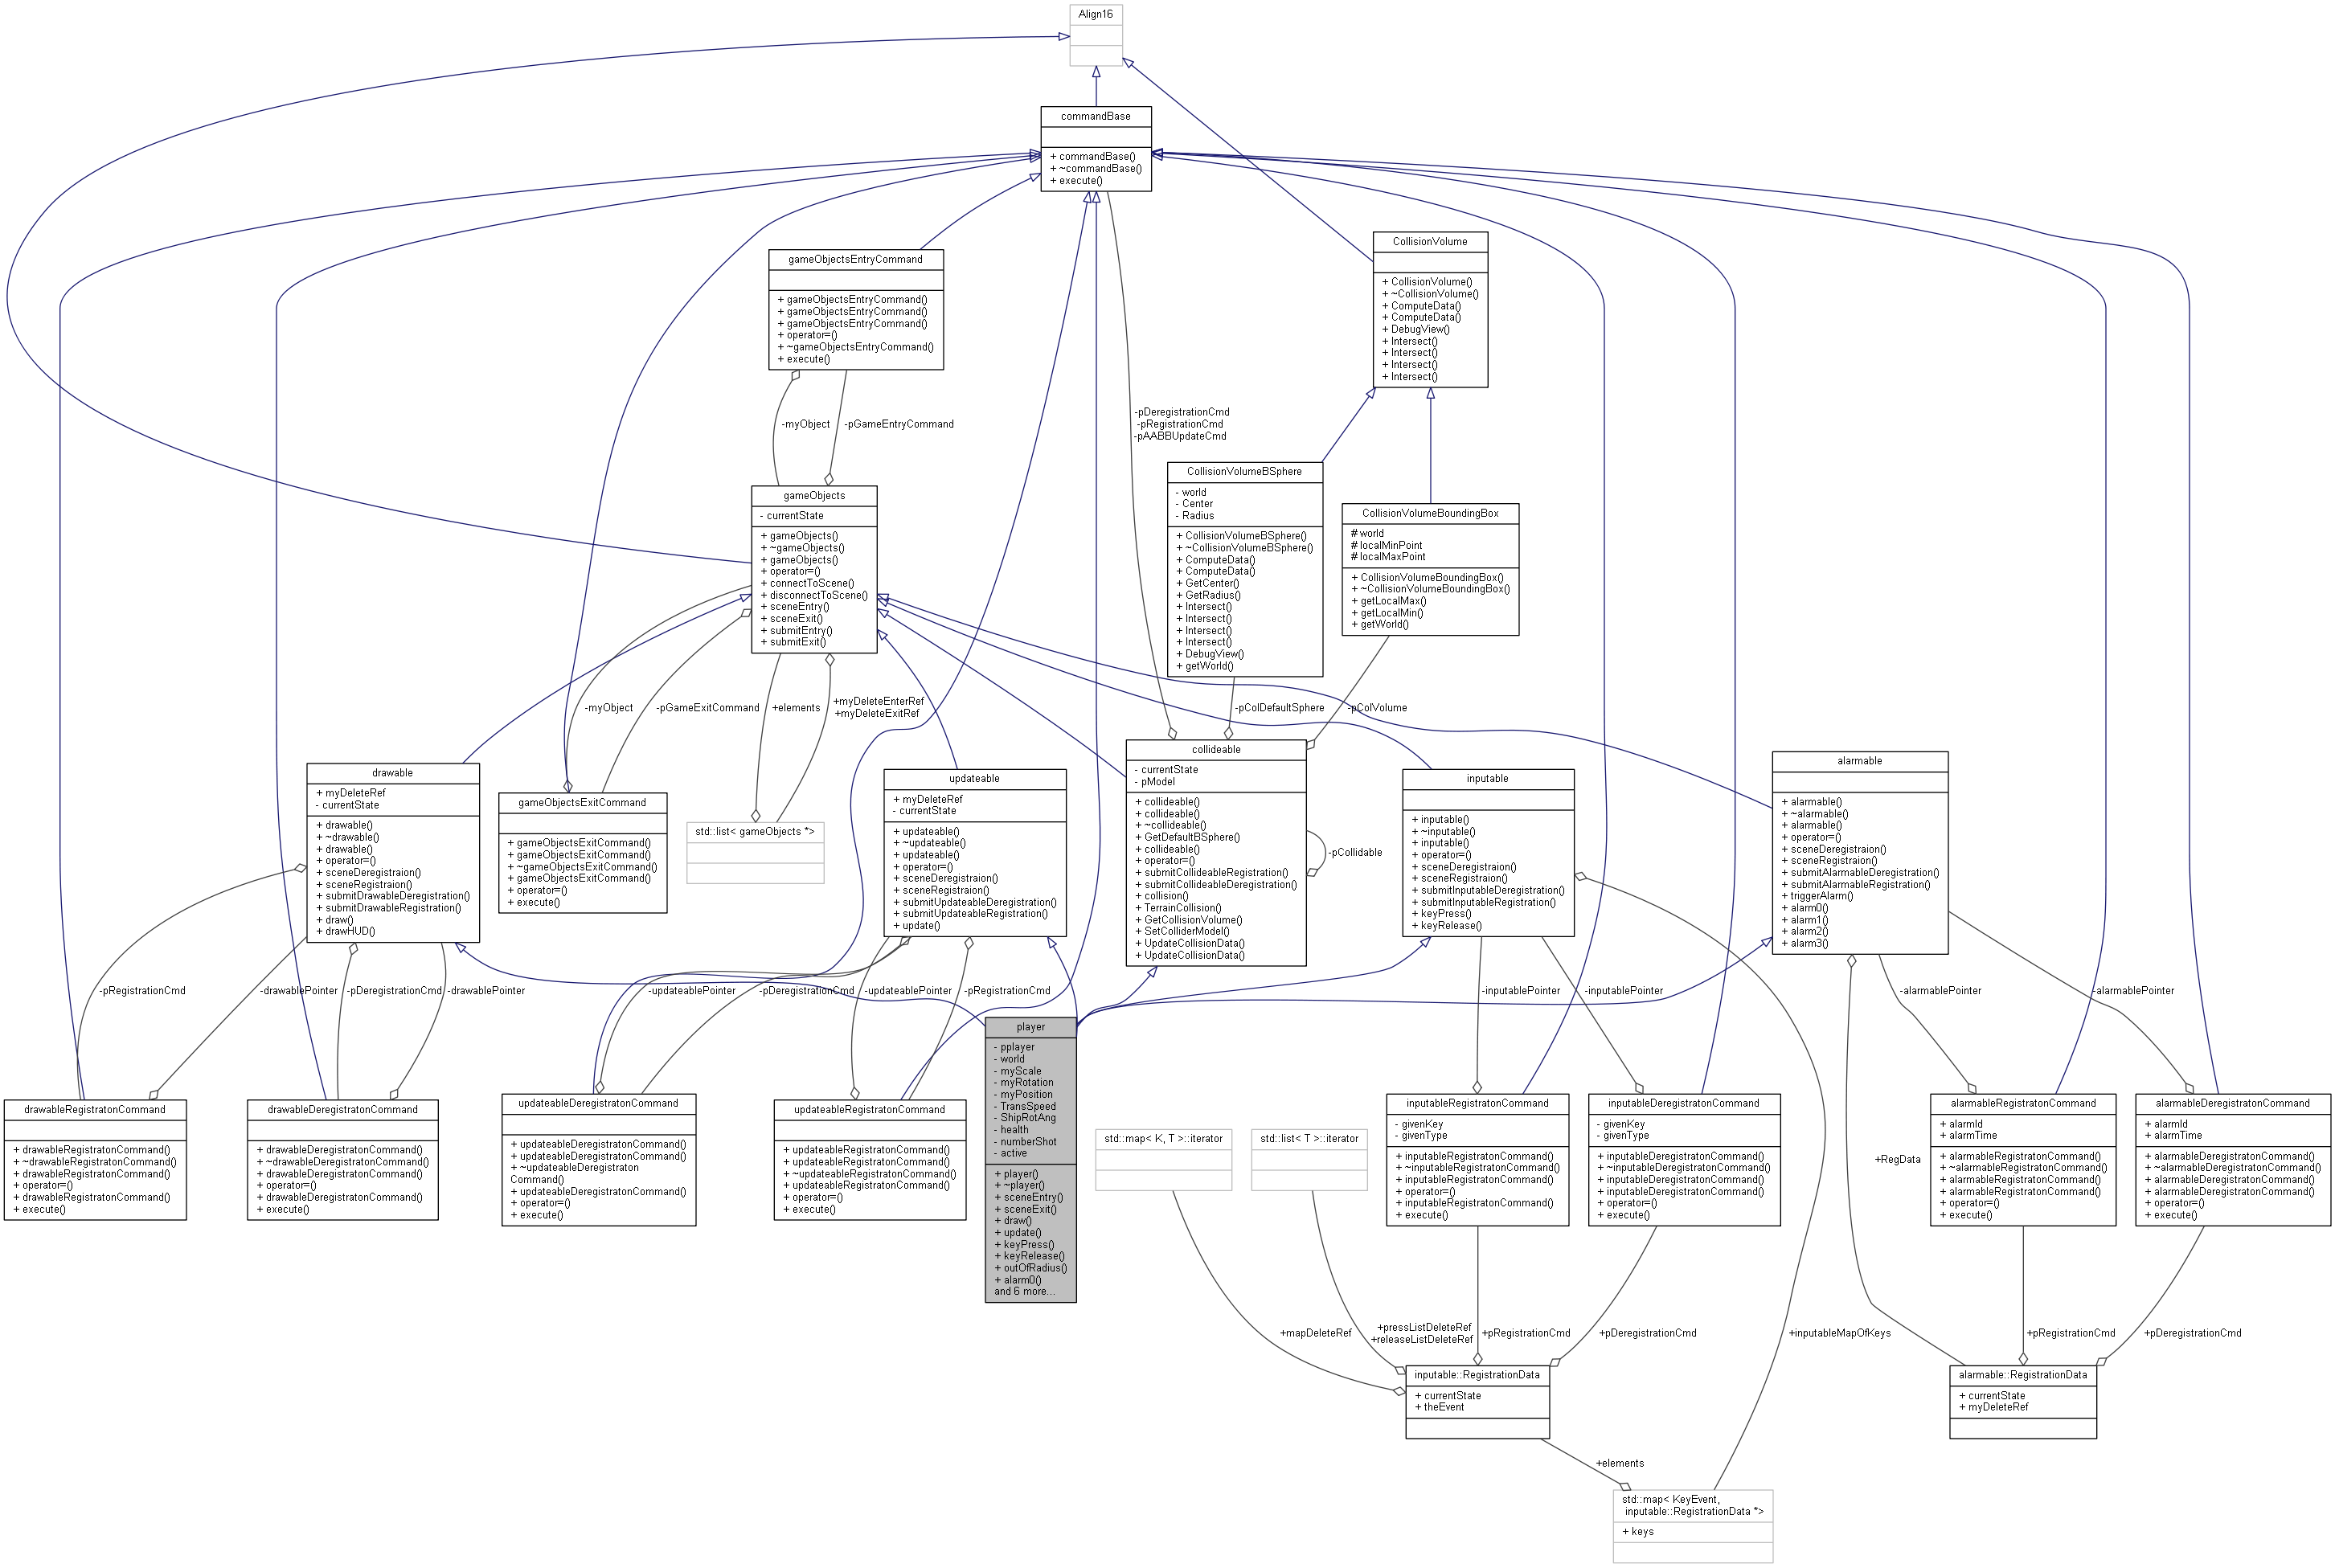 Align16
commandBase
+ commandBase()
+ ~commandBase()
+ execute()
CollisionVolume
+ CollisionVolume()
+ ~CollisionVolume()
+ ComputeData()
+ ComputeData()
+ DebugView()
+ Intersect()
+ Intersect()
+ Intersect()
+ Intersect()
gameObjectsEntryCommand
+ gameObjectsEntryCommand()
+ gameObjectsEntryCommand()
+ gameObjectsEntryCommand()
+ operator=()
+ ~gameObjectsEntryCommand()
+ execute()
-myObject
-pGameEntryCommand
-pDeregistrationCmd
-pRegistrationCmd
-pAABBUpdateCmd
CollisionVolumeBSphere
- world
- Center
- Radius
+ CollisionVolumeBSphere()
+ ~CollisionVolumeBSphere()
+ ComputeData()
+ ComputeData()
+ GetCenter()
+ GetRadius()
+ Intersect()
+ Intersect()
+ Intersect()
+ Intersect()
+ DebugView()
+ getWorld()
CollisionVolumeBoundingBox
# world
# localMinPoint
# localMaxPoint
+ CollisionVolumeBoundingBox()
+ ~CollisionVolumeBoundingBox()
+ getLocalMax()
+ getLocalMin()
+ getWorld()
gameObjects
- currentState
+ gameObjects()
+ ~gameObjects()
+ gameObjects()
+ operator=()
+ connectToScene()
+ disconnectToScene()
+ sceneEntry()
+ sceneExit()
+ submitEntry()
+ submitExit()
-myObject
-pGameExitCommand
+elements
+myDeleteEnterRef
+myDeleteExitRef
-pColDefaultSphere
-pColVolume
drawable
+ myDeleteRef
- currentState
+ drawable()
+ ~drawable()
+ drawable()
+ operator=()
+ sceneDeregistraion()
+ sceneRegistraion()
+ submitDrawableDeregistration()
+ submitDrawableRegistration()
+ draw()
+ drawHUD()
gameObjectsExitCommand
+ gameObjectsExitCommand()
+ gameObjectsExitCommand()
+ ~gameObjectsExitCommand()
+ gameObjectsExitCommand()
+ operator=()
+ execute()
std::list< gameObjects *>
updateable
+ myDeleteRef
- currentState
+ updateable()
+ ~updateable()
+ updateable()
+ operator=()
+ sceneDeregistraion()
+ sceneRegistraion()
+ submitUpdateableDeregistration()
+ submitUpdateableRegistration()
+ update()
collideable
- currentState
- pModel
+ collideable()
+ collideable()
+ ~collideable()
+ GetDefaultBSphere()
+ collideable()
+ operator=()
+ submitCollideableRegistration()
+ submitCollideableDeregistration()
+ collision()
+ TerrainCollision()
+ GetCollisionVolume()
+ SetColliderModel()
+ UpdateCollisionData()
+ UpdateCollisionData()
-pCollidable
inputable
+ inputable()
+ ~inputable()
+ inputable()
+ operator=()
+ sceneDeregistraion()
+ sceneRegistraion()
+ submitInputableDeregistration()
+ submitInputableRegistration()
+ keyPress()
+ keyRelease()
alarmable
+ alarmable()
+ ~alarmable()
+ alarmable()
+ operator=()
+ sceneDeregistraion()
+ sceneRegistraion()
+ submitAlarmableDeregistration()
+ submitAlarmableRegistration()
+ triggerAlarm()
+ alarm0()
+ alarm1()
+ alarm2()
+ alarm3()
-pRegistrationCmd
-drawablePointer
-pDeregistrationCmd
-drawablePointer
-updateablePointer
-pDeregistrationCmd
-updateablePointer
-pRegistrationCmd
-inputablePointer
-inputablePointer
-alarmablePointer
-alarmablePointer
player
- pplayer
- world
- myScale
- myRotation
- myPosition
- TransSpeed
- ShipRotAng
- health
- numberShot
- active
+ player()
+ ~player()
+ sceneEntry()
+ sceneExit()
+ draw()
+ update()
+ keyPress()
+ keyRelease()
+ outOfRadius()
+ alarm0()
and 6 more...
drawableRegistratonCommand
+ drawableRegistratonCommand()
+ ~drawableRegistratonCommand()
+ drawableRegistratonCommand()
+ operator=()
+ drawableRegistratonCommand()
+ execute()
drawableDeregistratonCommand
+ drawableDeregistratonCommand()
+ ~drawableDeregistratonCommand()
+ drawableDeregistratonCommand()
+ operator=()
+ drawableDeregistratonCommand()
+ execute()
updateableDeregistratonCommand
+ updateableDeregistratonCommand()
+ updateableDeregistratonCommand()
+ ~updateableDeregistraton
Command()
+ updateableDeregistratonCommand()
+ operator=()
+ execute()
updateableRegistratonCommand
+ updateableRegistratonCommand()
+ updateableRegistratonCommand()
+ ~updateableRegistratonCommand()
+ updateableRegistratonCommand()
+ operator=()
+ execute()
std::map< K, T >::iterator
std::list< T >::iterator
inputableRegistratonCommand
- givenKey
- givenType
+ inputableRegistratonCommand()
+ ~inputableRegistratonCommand()
+ inputableRegistratonCommand()
+ operator=()
+ inputableRegistratonCommand()
+ execute()
inputableDeregistratonCommand
- givenKey
- givenType
+ inputableDeregistratonCommand()
+ ~inputableDeregistratonCommand()
+ inputableDeregistratonCommand()
+ inputableDeregistratonCommand()
+ operator=()
+ execute()
+RegData
alarmableRegistratonCommand
+ alarmId
+ alarmTime
+ alarmableRegistratonCommand()
+ ~alarmableRegistratonCommand()
+ alarmableRegistratonCommand()
+ alarmableRegistratonCommand()
+ operator=()
+ execute()
alarmableDeregistratonCommand
+ alarmId
+ alarmTime
+ alarmableDeregistratonCommand()
+ ~alarmableDeregistratonCommand()
+ alarmableDeregistratonCommand()
+ alarmableDeregistratonCommand()
+ operator=()
+ execute()
+mapDeleteRef
+pressListDeleteRef
+releaseListDeleteRef
+pRegistrationCmd
+pDeregistrationCmd
+inputableMapOfKeys
+pRegistrationCmd
+pDeregistrationCmd
inputable::RegistrationData
+ currentState
+ theEvent
alarmable::RegistrationData
+ currentState
+ myDeleteRef
+elements
std::map< KeyEvent,
inputable::RegistrationData *>
+ keys